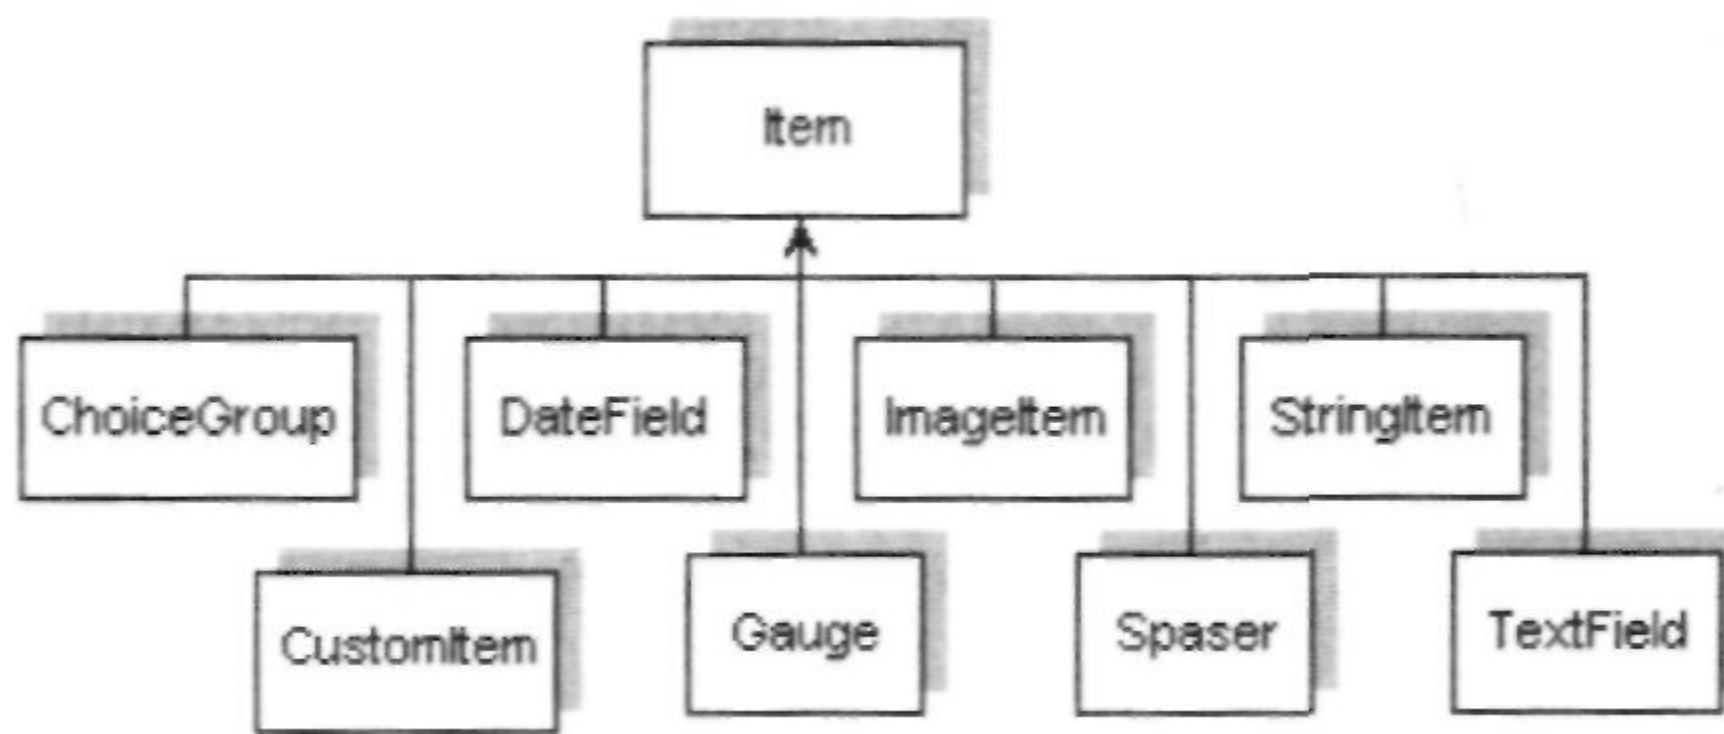 Item
ChoiceGroup
DateField
ImageItem
StringItem
CustomItem
Gauge
Spaser
TextField